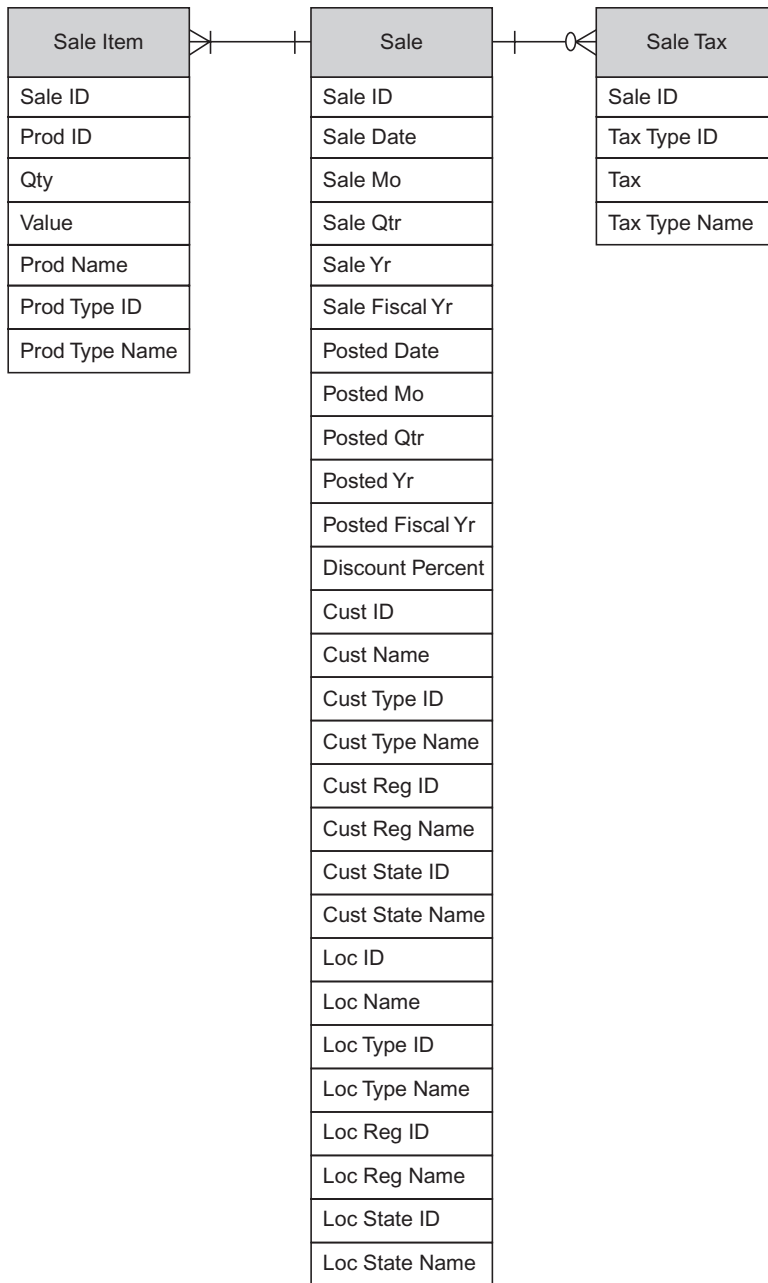 Sale Item
Sale ID
Prod ID
Qty
Value
Prod Name
Prod Type ID
Prod Type Name
Sale
Sale ID
Sale Date
Sale Mo
Sale Qtr
Sale Yr
Sale Fiscal Yr
Posted Date
Posted Mo
Posted Qtr
Posted Yr
Posted Fiscal Yr
Discount Percent
Cust ID
Cust Name
Cust Type ID
Cust Type Name
Cust Reg ID
Cust Reg Name
Cust State ID
Cust State Name
Loc ID
Loc Name
Loc Type ID
Loc Type Name
Loc Reg ID
Loc Reg Name
Loc State ID
Loc State Name
Sale Tax
Sale ID
Tax Type ID
Tax
Tax Type Name